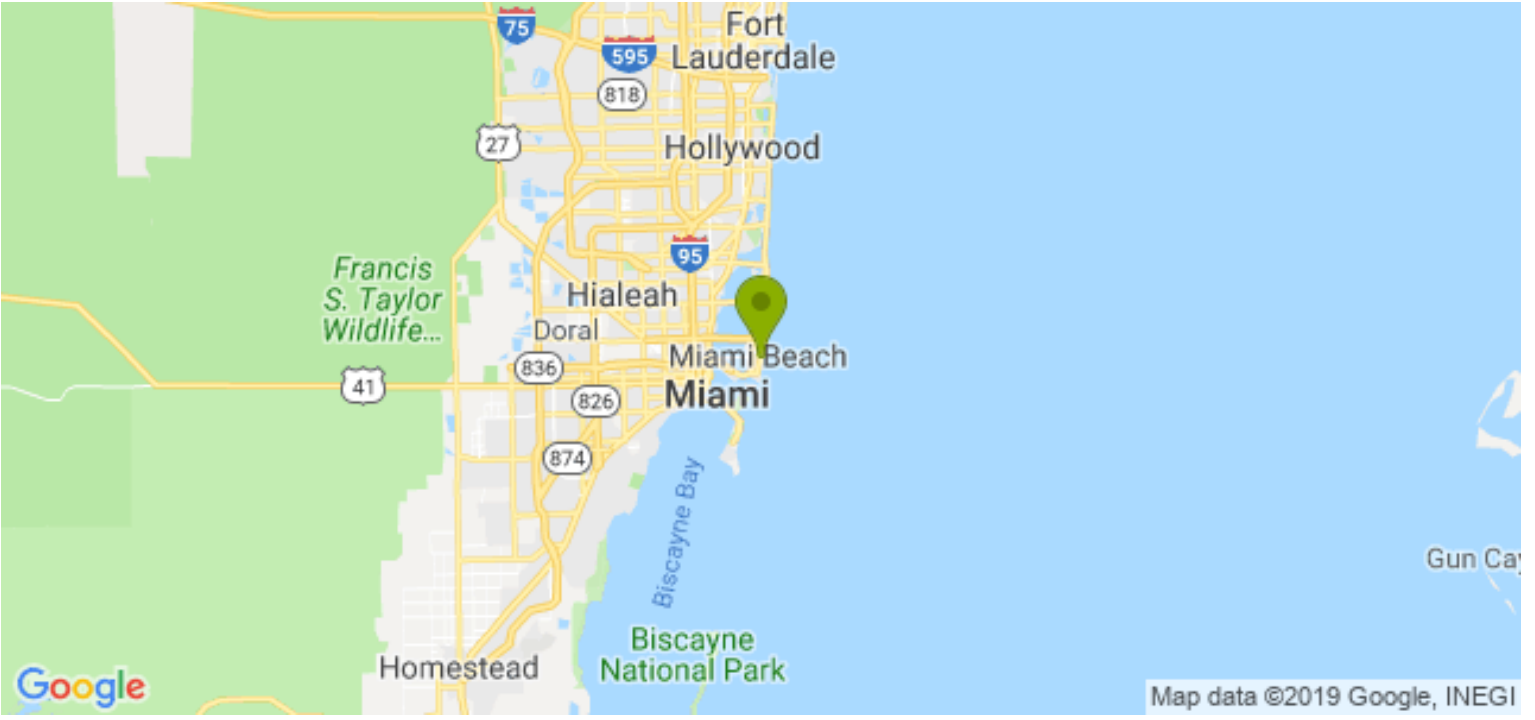 75
Fort
Lauderdale
595
818
27
Hollywood
95
Francis
S. Taylor
Wildlife...
Hialeah
Doral
Miami Beach
836
41
Miami
826
874
Biscayne Bay
Gun Cay
Biscayne
National Park
Homestead
Google
Map data ©2019 Google, INEGI